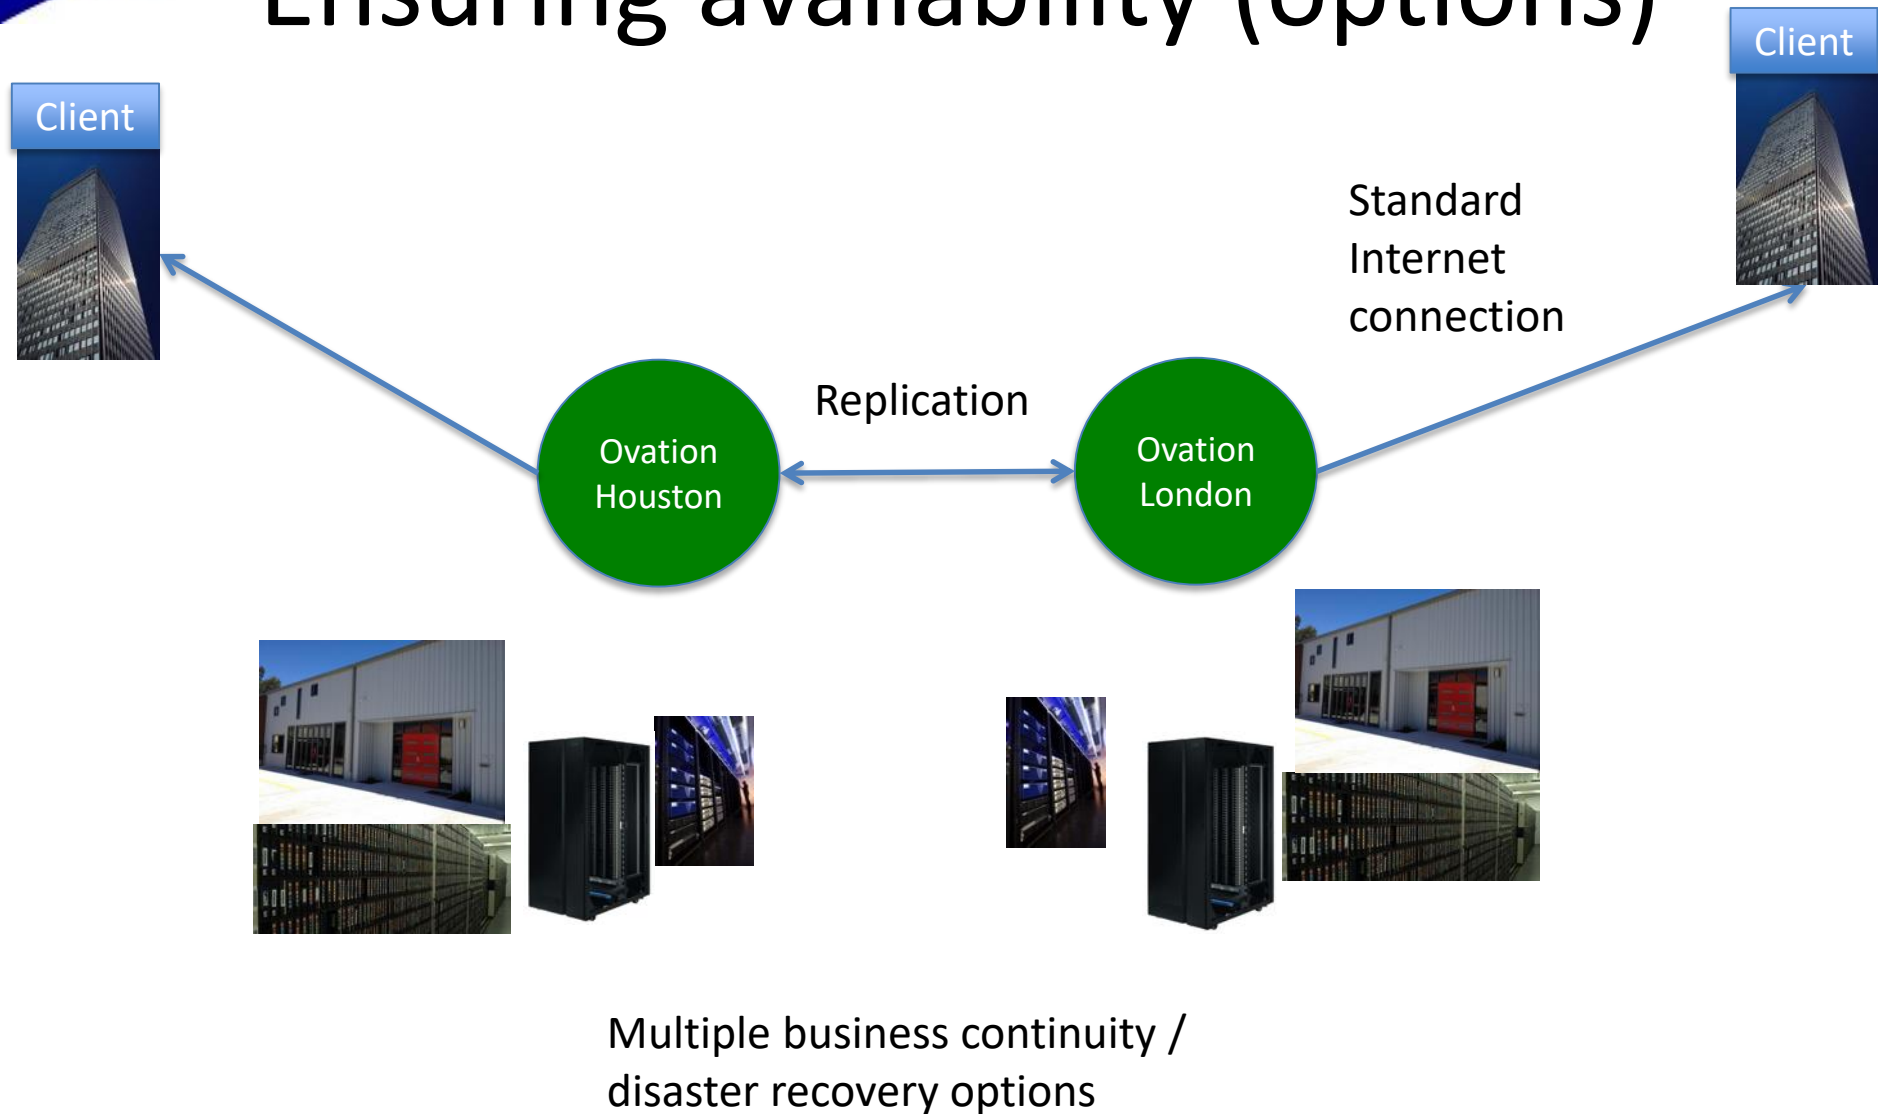 Ensuring availability (options)
Client
Client
Standard
Internet
connection
Replication
Ovation
Houston
Ovation
London
Multiple business continuity /
disaster recovery options